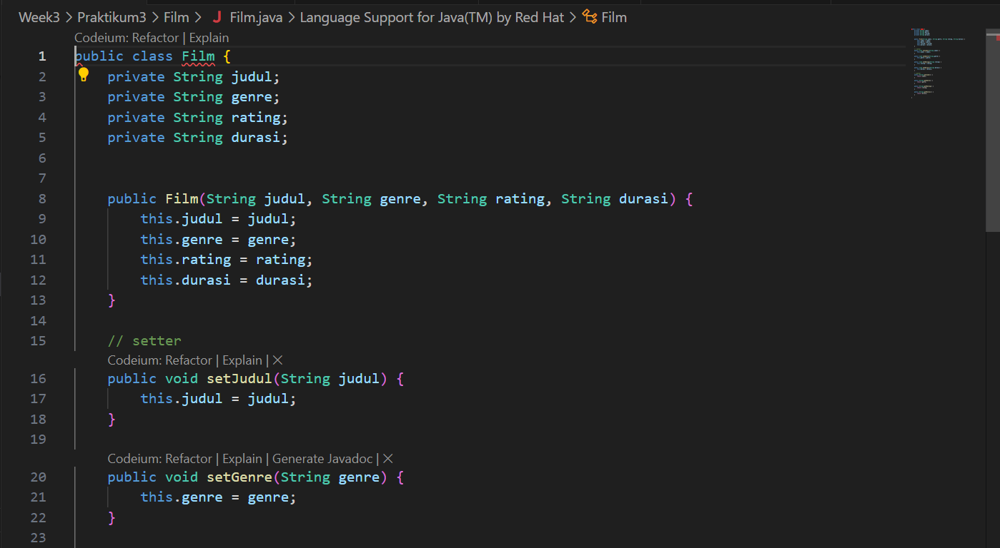 Week3 > Praktikum3 > Film > J Film.java > Language Support for Java(TM) by Red Hat > Film
Codeium: Refactor | Explain
1 public class Film {
2     private String judul;
3     private String genre;
4     private String rating;
5     private String durasi;
6
7
8     public Film(String judul, String genre, String rating, String durasi) {
9         this.judul = judul;
10         this.genre = genre;
11         this.rating = rating;
12         this.durasi = durasi;
13     }
14
15     // setter
Codeium: Refactor | Explain | ×
16     public void setJudul(String judul) {
17         this.judul = judul;
18     }
19
Codeium: Refactor | Explain | Generate Javadoc | ×
20     public void setGenre(String genre) {
21         this.genre = genre;
22     }
23